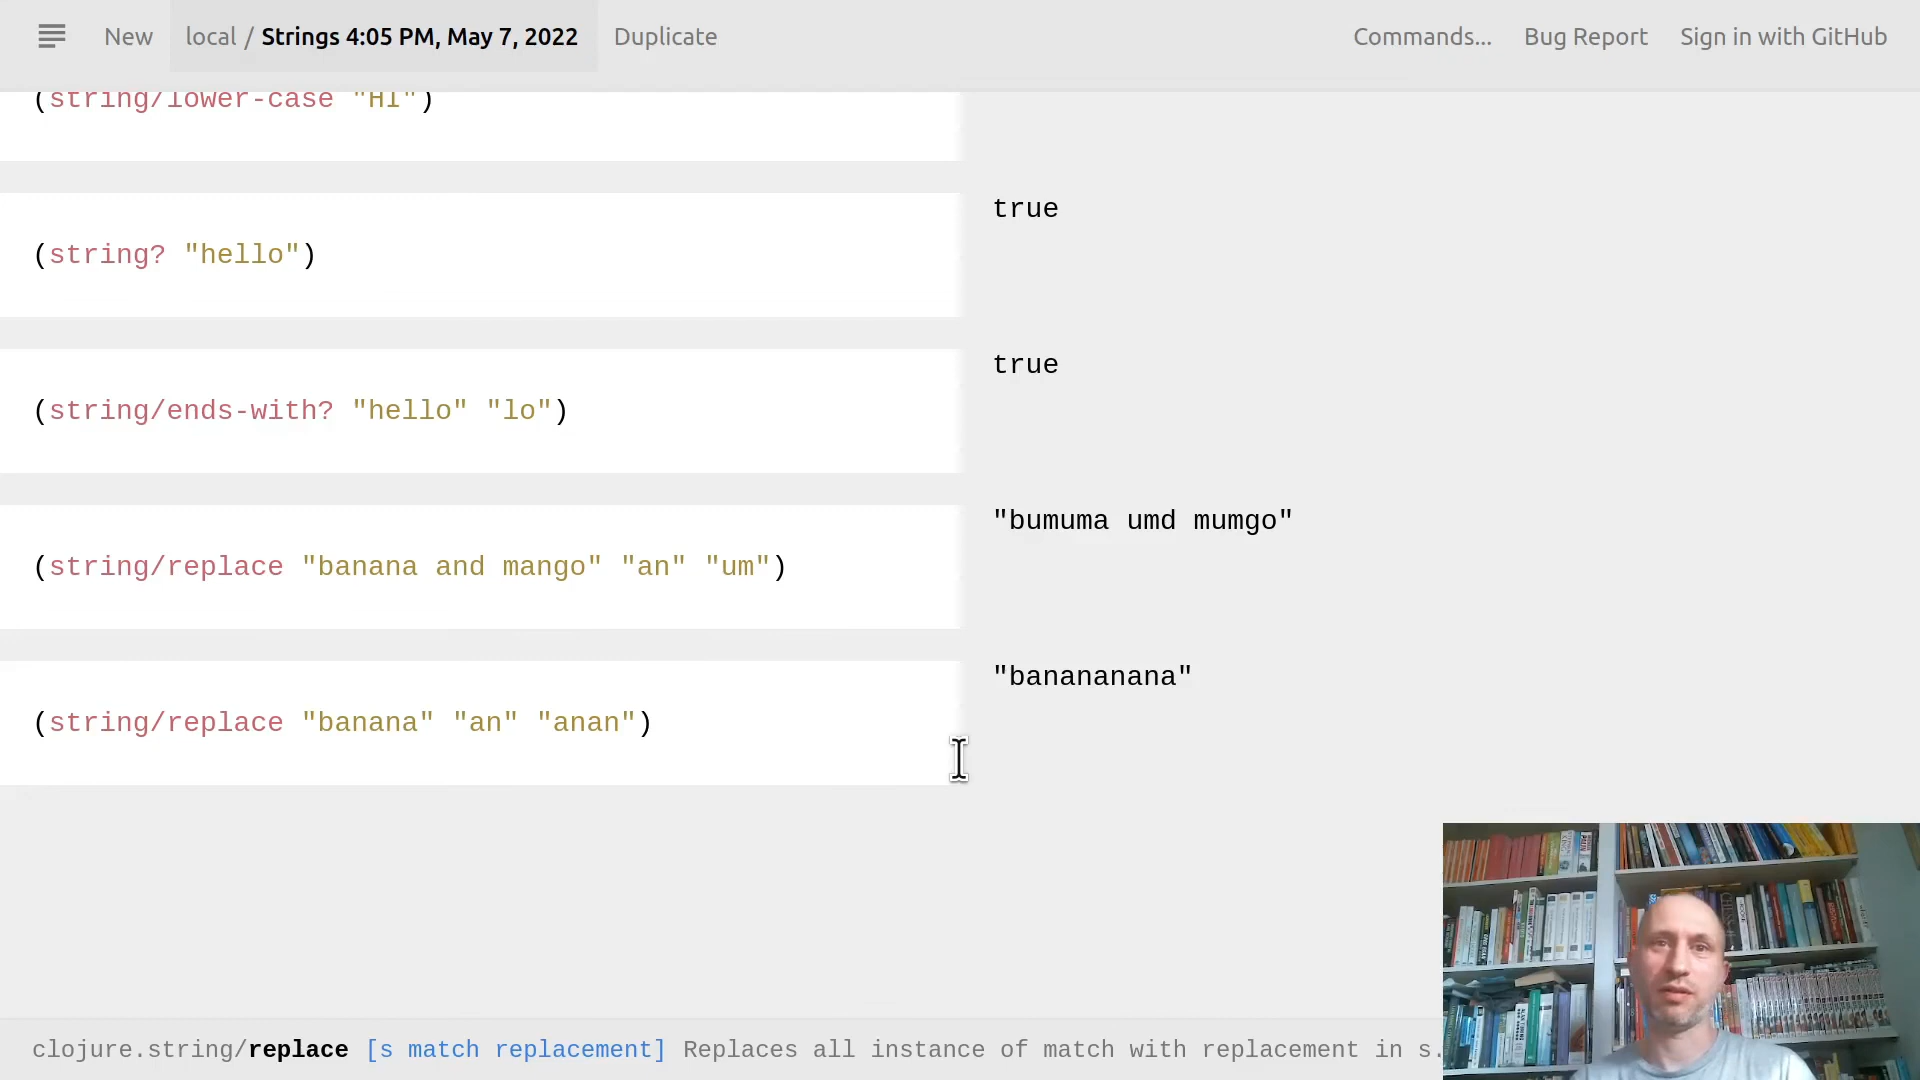 New local / Strings 4:05 PM, May 7, 2022 Duplicate Commands... Bug Report Sign in with GitHub
(string/lower-case "HI")
true
(string? "hello")
true
(string/ends-with? "hello" "lo")
"bumuma umd mumgo"
(string/replace "banana and mango" "an" "um")
"banananana"
(string/replace "banana" "an" "anan")
clojure.string/replace [s match replacement] Replaces all instance of match with replacement in s.